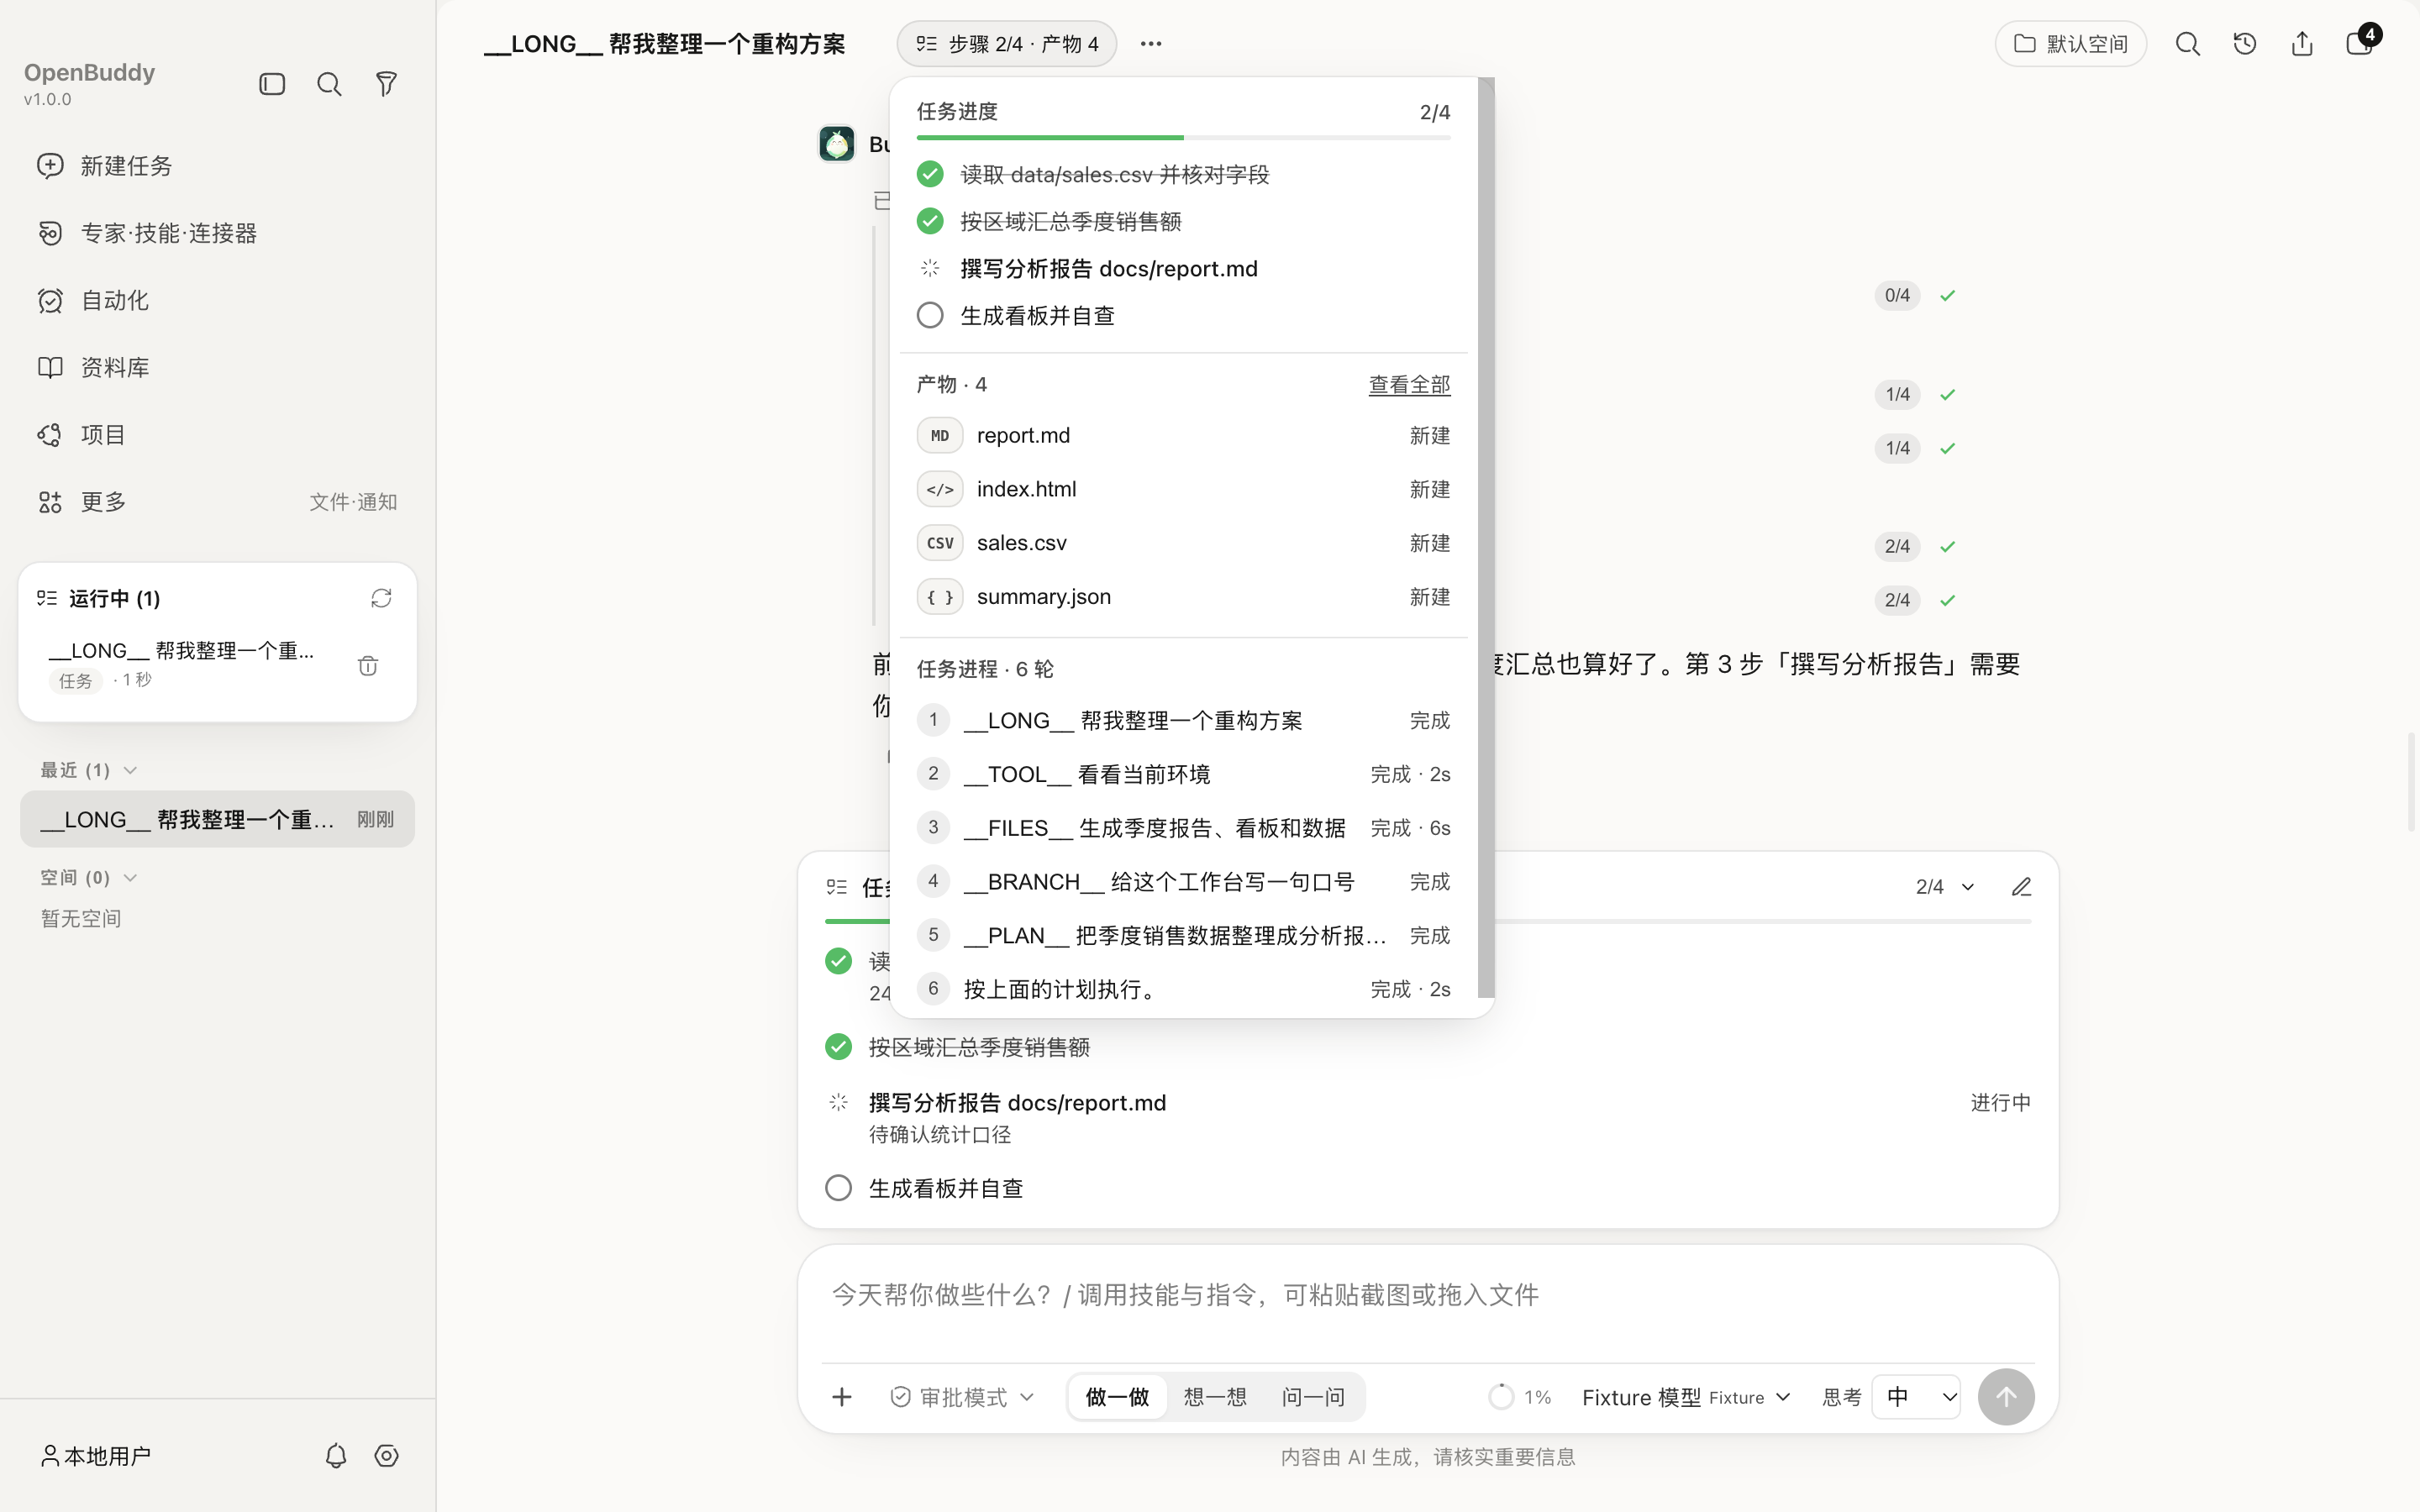 OpenBuddy
v1.0.0
新建任务
专家·技能·连接器
自动化
资料库
项目
更多
文件·通知
运行中 (1)
__LONG__ 帮我整理一个重...
任务 · 1 秒
最近 (1)
__LONG__ 帮我整理一个重... 刚刚
空间 (0)
暂无空间
本地用户
__LONG__ 帮我整理一个重构方案
步骤 2/4 · 产物 4
默认空间
4
任务进度 2/4
读取 data/sales.csv 并核对字段
按区域汇总季度销售额
撰写分析报告 docs/report.md
生成看板并自查
产物 · 4 查看全部
MD report.md 新建
</> index.html 新建
CSV sales.csv 新建
{ } summary.json 新建
任务进程 · 6 轮
1 __LONG__ 帮我整理一个重构方案 完成
2 __TOOL__ 看看当前环境 完成 · 2s
3 __FILES__ 生成季度报告、看板和数据 完成 · 6s
4 __BRANCH__ 给这个工作台写一句口号 完成
5 __PLAN__ 把季度销售数据整理成分析报... 完成
6 按上面的计划执行。 完成 · 2s
Bu
已
0/4
1/4
1/4
2/4
2/4
前
度汇总也算好了。第 3 步「撰写分析报告」需要
你
任务
2/4
读
24
按区域汇总季度销售额
撰写分析报告 docs/report.md 进行中
待确认统计口径
生成看板并自查
今天帮你做些什么？/ 调用技能与指令，可粘贴截图或拖入文件
审批模式
做一做 想一想 问一问
1%
Fixture 模型 Fixture
思考 中
内容由 AI 生成，请核实重要信息